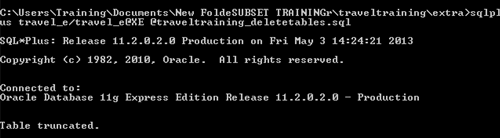 C:\Users\Training\Documents\New FoldeSUBSET TRAININGr\traveltraining\extra>sqlpl
us travel_e/travel_e@XE @traveltraining_deletetables.sql
SQL*Plus: Release 11.2.0.2.0 Production on Fri May 3 14:24:21 2013
Copyright (c) 1982, 2010, Oracle.  All rights reserved.
Connected to:
Oracle Database 11g Express Edition Release 11.2.0.2.0 - Production
Table truncated.